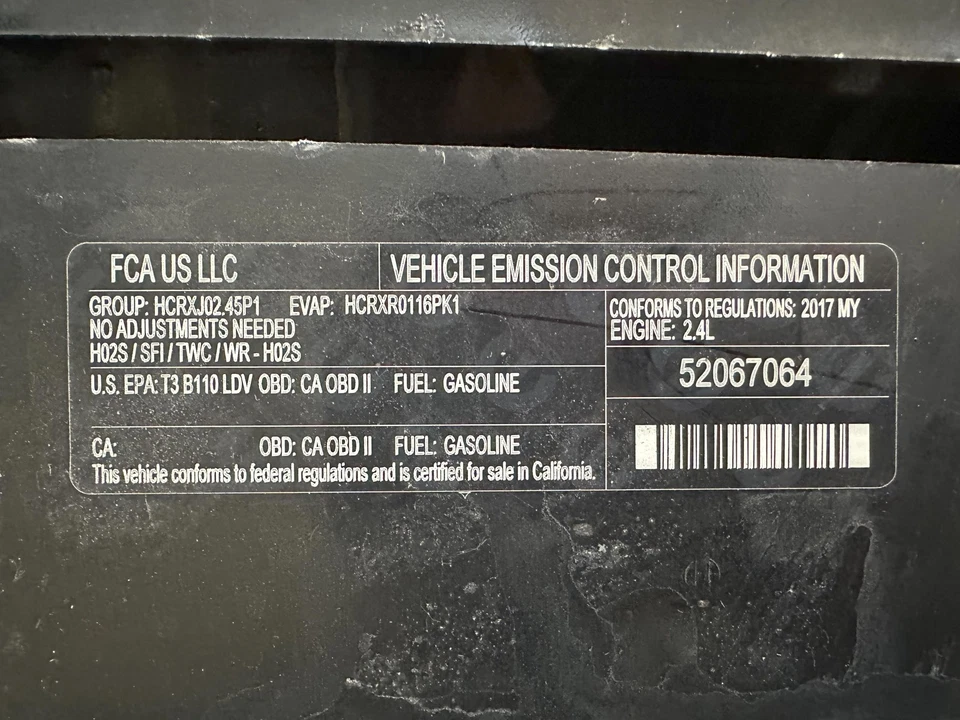 FCA US LLC
VEHICLE EMISSION CONTROL INFORMATION
GROUP: HCRXJ02.45P1 EVAP: HCRXR0116PK1
NO ADJUSTMENTS NEEDED
H02S / SFI / TWC / WR - H02S
U.S. EPA: T3 B110 LDV OBD: CA OBD II FUEL: GASOLINE
CA: OBD: CA OBD II FUEL: GASOLINE
This vehicle conforms to federal regulations and is certified for sale in California.
CONFORMS TO REGULATIONS: 2017 MY
ENGINE: 2.4L
52067064